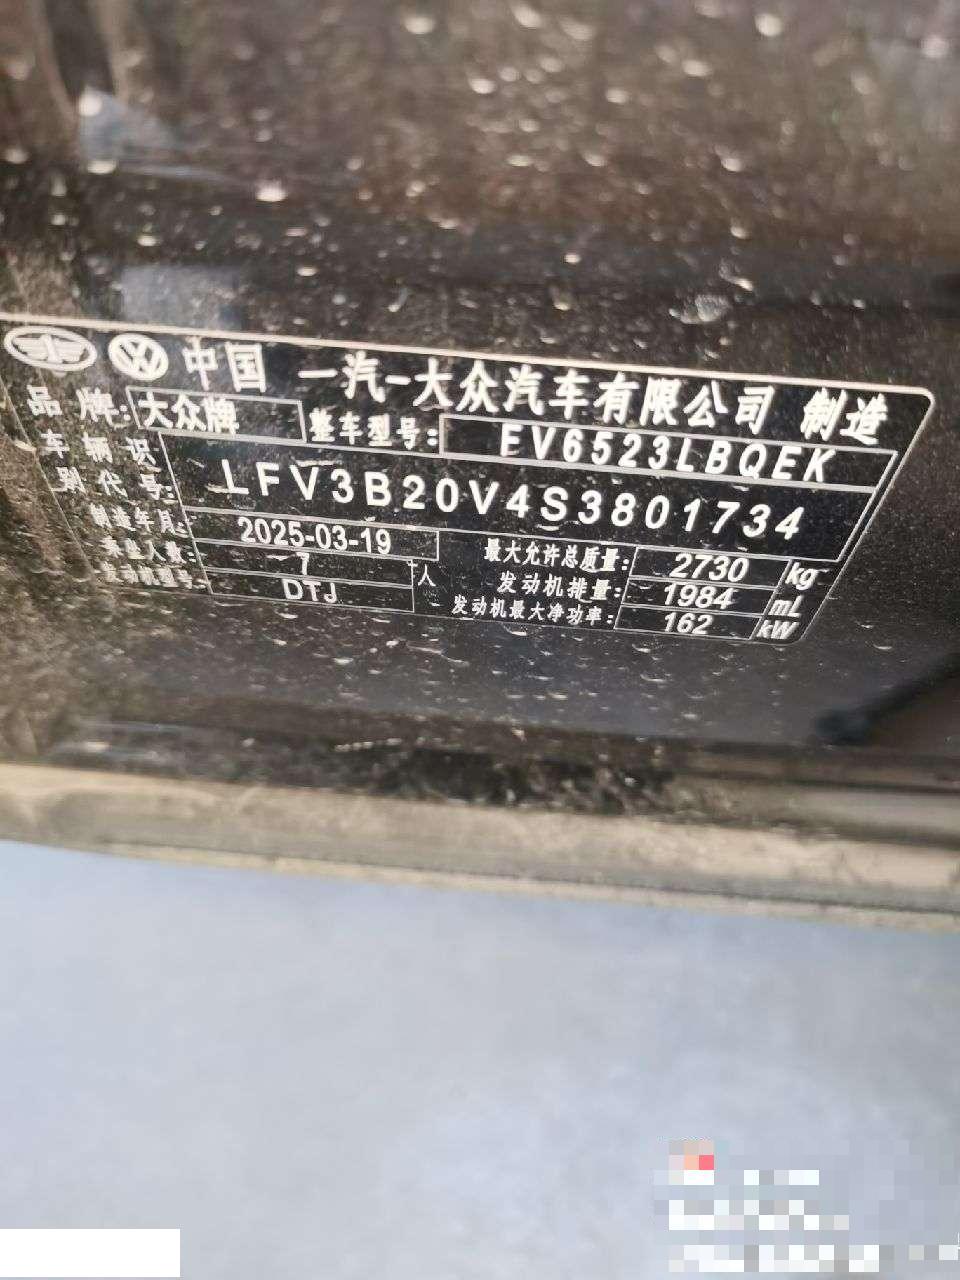 中国 一汽-大众汽车有限公司 制造
品牌: 大众牌 整车型号: FV6523LBQEK
车辆识别代号: LFV3B20V4S3801734
制造年月: 2025-03-19 最大允许总质量: 2730 kg
乘坐人数: 7 人 发动机排量: 1984 mL
发动机型号: DTJ 发动机最大净功率: 162 kW